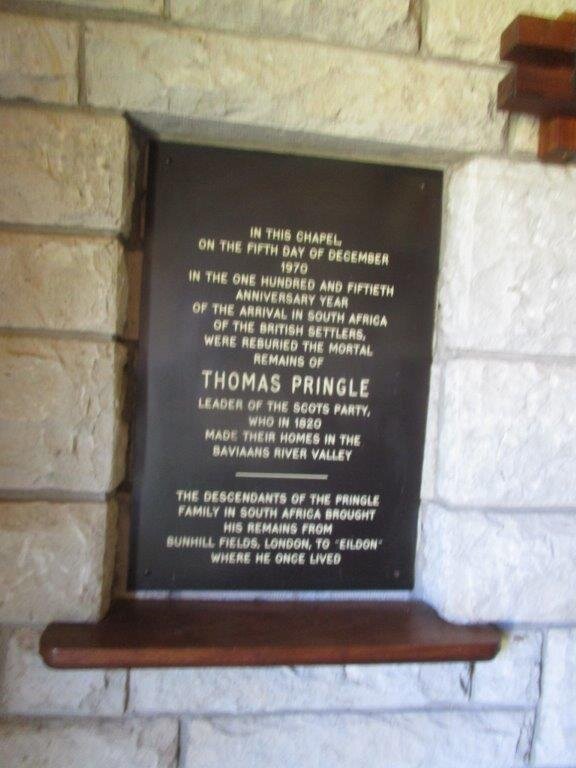 IN THIS CHAPEL,
ON THE FIFTH DAY OF DECEMBER
1970
IN THE ONE HUNDRED AND FIFTIETH
ANNIVERSARY YEAR
OF THE ARRIVAL IN SOUTH AFRICA
OF THE BRITISH SETTLERS,
WERE REBURIED THE MORTAL
REMAINS OF
THOMAS PRINGLE
LEADER OF THE SCOTS PARTY,
WHO IN 1820
MADE THEIR HOMES IN THE
BAVIAANS RIVER VALLEY
THE DESCENDANTS OF THE PRINGLE
FAMILY IN SOUTH AFRICA BROUGHT
HIS REMAINS FROM
BUNHILL FIELDS, LONDON, TO "EILDON"
WHERE HE ONCE LIVED